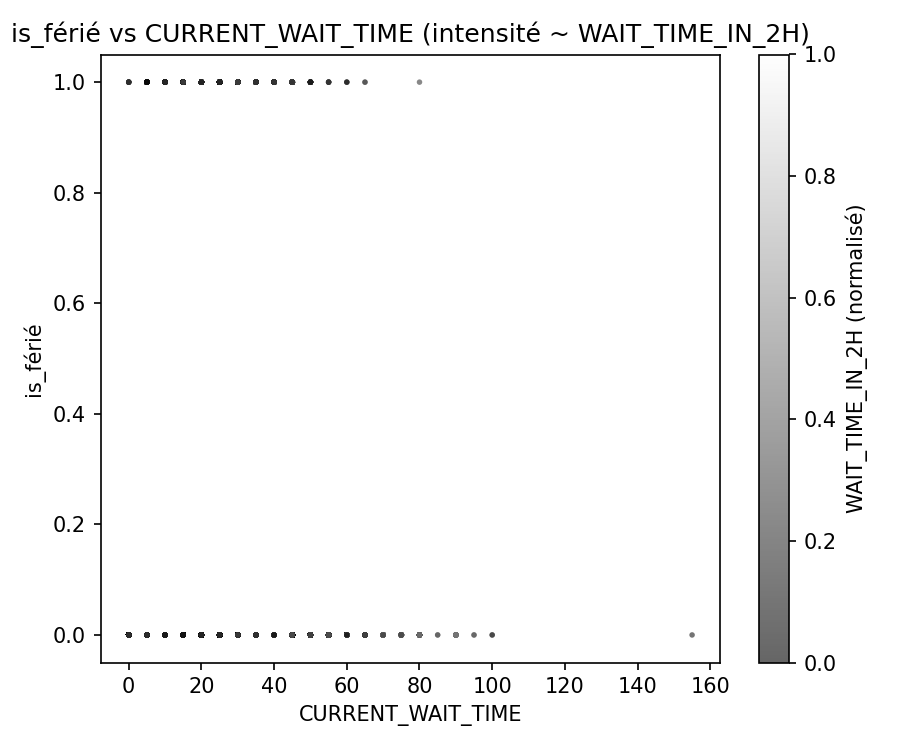 is_férié vs CURRENT_WAIT_TIME (intensité ~ WAIT_TIME_IN_2H)
is_férié
1.0
0.8
0.6
0.4
0.2
0.0
0 20 40 60 80 100 120 140 160
CURRENT_WAIT_TIME
1.0
0.8
0.6
0.4
0.2
0.0
WAIT_TIME_IN_2H (normalisé)